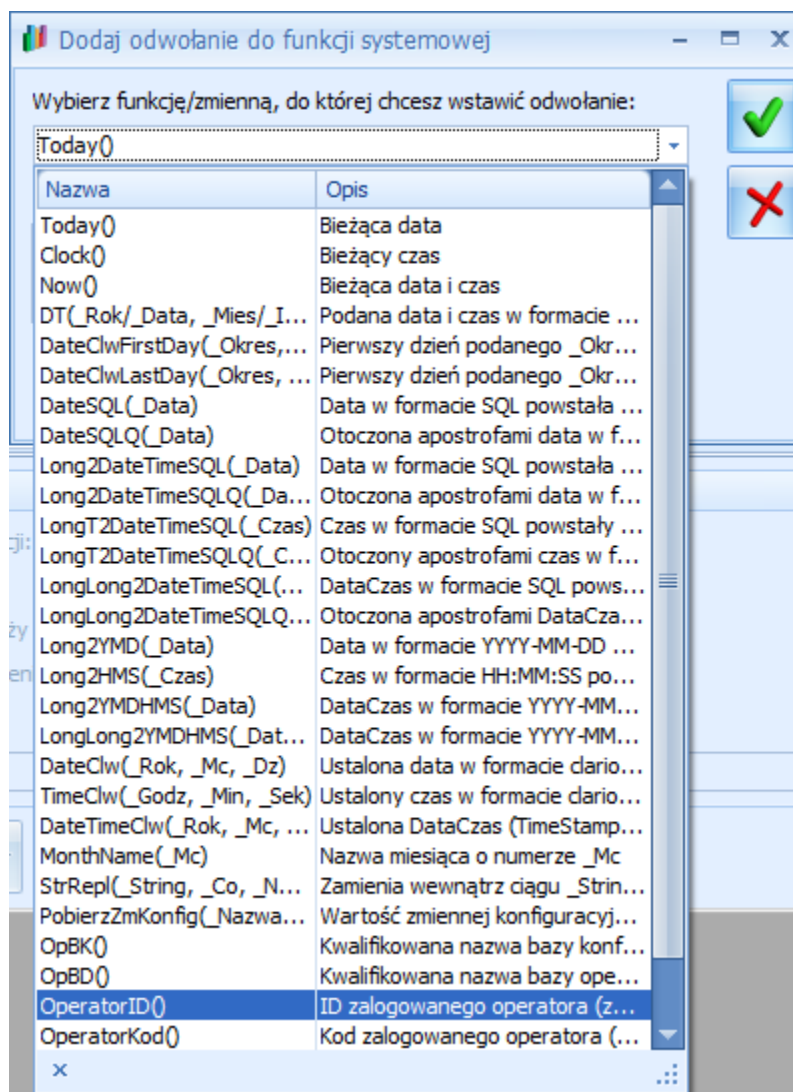 Dodaj odwołanie do funkcji systemowej
Wybierz funkcję/zmienną, do której chcesz wstawić odwołanie:
Today()
Nazwa Opis
Today() Bieżąca data
Clock() Bieżący czas
Now() Bieżąca data i czas
DT(_Rok/_Data, _Mies/_I... Podana data i czas w formacie ...
DateClwFirstDay(_Okres,... Pierwszy dzień podanego _Okr...
DateClwLastDay(_Okres, ... Pierwszy dzień podanego _Okr...
DateSQL(_Data) Data w formacie SQL powstała ...
DateSQLQ(_Data) Otoczona apostrofami data w f...
Long2DateTimeSQL(_Data) Data w formacie SQL powstała ...
Long2DateTimeSQLQ(_Da... Otoczona apostrofami data w f...
LongT2DateTimeSQL(_Czas) Czas w formacie SQL powstały ...
cji:
LongT2DateTimeSQLQ(_C... Otoczony apostrofami czas w f...
LongLong2DateTimeSQL(... DataCzas w formacie SQL pows...
LongLong2DateTimeSQLQ... Otoczona apostrofami DataCza...
ży
Long2YMD(_Data) Data w formacie YYYY-MM-DD ...
en
Long2HMS(_Czas) Czas w formacie HH:MM:SS po...
Long2YMDHMS(_Data) DataCzas w formacie YYYY-MM...
LongLong2YMDHMS(_Dat... DataCzas w formacie YYYY-MM...
DateClw(_Rok, _Mc, _Dz) Ustalona data w formacie clario...
TimeClw(_Godz, _Min, _Sek) Ustalony czas w formacie clario...
DateTimeClw(_Rok, _Mc, ... Ustalona DataCzas (TimeStamp...
MonthName(_Mc) Nazwa miesiąca o numerze _Mc
StrRepl(_String, _Co, _N... Zamienia wewnątrz ciągu _Strin...
PobierzZmKonfig(_Nazwa... Wartość zmiennej konfiguracyj...
OpBK() Kwalifikowana nazwa bazy konf...
OpBD() Kwalifikowana nazwa bazy ope...
OperatorID() ID zalogowanego operatora (z...
OperatorKod() Kod zalogowanego operatora (...